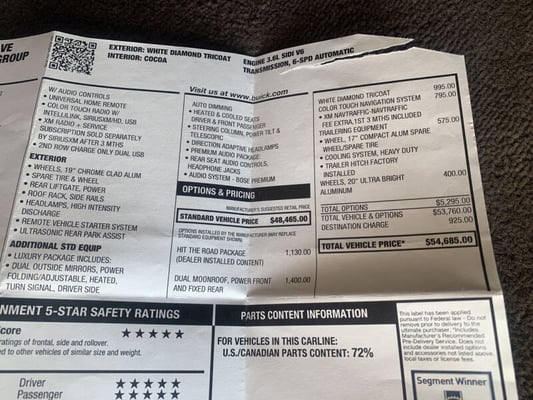 VE
GROUP
EXTERIOR: WHITE DIAMOND TRICOAT
INTERIOR: COCOA
ENGINE 3.6L SIDI V6
TRANSMISSION, 6-SPD AUTOMATIC
Visit us at www.buick.com
W/ AUDIO CONTROLS
• UNIVERSAL HOME REMOTE
• COLOR TOUCH RADIO W/
INTELLILINK, SIRIUSXM/HD, USB
• XM RADIO + SERVICE
SUBSCRIPTION SOLD SEPARATELY
BY SIRIUSXM AFTER 3 MTHS
• 2ND ROW CHARGE ONLY DUAL USB
EXTERIOR
• WHEELS, 19" CHROME CLAD ALUM
• SPARE TIRE & WHEEL
• REAR LIFTGATE, POWER
• ROOF RACK, SIDE RAILS
• HEADLAMPS, HIGH INTENSITY
DISCHARGE
• REMOTE VEHICLE STARTER SYSTEM
• ULTRASONIC REAR PARK ASSIST
ADDITIONAL STD EQUIP
• LUXURY PACKAGE INCLUDES:
• DUAL OUTSIDE MIRRORS, POWER
FOLDING/ADJUSTABLE, HEATED,
TURN SIGNAL, DRIVER SIDE
AUTO DIMMING
• HEATED & COOLED SEATS
DRIVER & FRONT PASSENGER
• STEERING COLUMN, POWER TILT &
TELESCOPIC
• DIRECTION ADAPTIVE HEADLAMPS
• PREMIUM AUDIO PACKAGE
• REAR SEAT AUDIO CONTROLS,
HEADPHONE JACKS
• AUDIO SYSTEM - BOSE PREMIUM
OPTIONS & PRICING
MANUFACTURER'S SUGGESTED RETAIL PRICE
STANDARD VEHICLE PRICE $48,465.00
OPTIONS INSTALLED BY THE MANUFACTURER (MAY REPLACE
STANDARD EQUIPMENT SHOWN)
HIT THE ROAD PACKAGE 1,130.00
(DEALER INSTALLED CONTENT)
DUAL MOONROOF, POWER FRONT 1,400.00
AND FIXED REAR
WHITE DIAMOND TRICOAT 995.00
COLOR TOUCH NAVIGATION SYSTEM 795.00
• XM NAVTRAFFIC-NAVTRAFFIC
FEE EXTRA,1ST 3 MTHS INCLUDED
TRAILERING EQUIPMENT 575.00
• WHEEL, 17" COMPACT ALUM SPARE
WHEEL/SPARE TIRE
• COOLING SYSTEM, HEAVY DUTY
• TRAILER HITCH FACTORY
INSTALLED
WHEELS, 20" ULTRA BRIGHT 400.00
ALUMINUM
TOTAL OPTIONS $5,295.00
TOTAL VEHICLE & OPTIONS $53,760.00
DESTINATION CHARGE 925.00
TOTAL VEHICLE PRICE* $54,685.00
NMENT 5-STAR SAFETY RATINGS
core ★★★★★
ratings of frontal, side and rollover.
ed to other vehicles of similar size and weight.
Driver ★★★★★
Passenger ★★★★★
PARTS CONTENT INFORMATION
FOR VEHICLES IN THIS CARLINE:
U.S./CANADIAN PARTS CONTENT: 72%
This label has been applied
pursuant to Federal law - Do not
remove prior to delivery to the
ultimate purchaser. *Includes
Manufacturer's Recommended
Pre-Delivery Service. Does not
include dealer installed options
and accessories not listed above,
local taxes or license fees.
Segment Winner